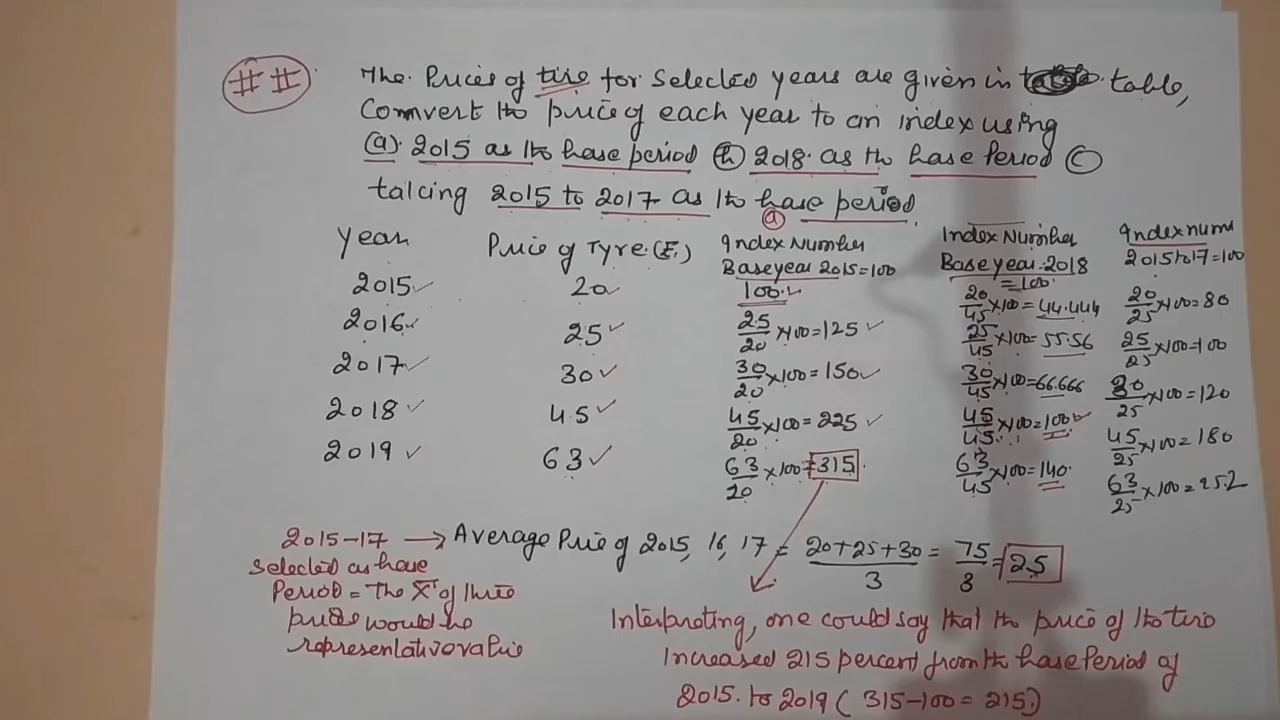 ## The Prices of tire for selected years are given in table,
Convert the price of each year to an index using
(a). 2015 as the base period (b) 2018. as the base Period (c)
talcing 2015 to 2017 as the base period.
(a)
Year Price of Tyre.(£.) Index Number Index Number Index num
Base year 2015=100 Base year. 2018 2015 to 17=100
= 100.
2015 20 100. 20/45 ×100=44.444 20/25 ×100=80
2016 25 25/20 ×100=125 25/45 ×100=55.56 25/25 ×100=100
2017 30 30/20 ×100=150 30/45 ×100=66.666 30/25 ×100=120
2018 45 45/20 ×100=225 45/45 ×100=100 45/25 ×100=180
2019 63 63/20 ×100=315. 63/45 ×100=140. 63/25 ×100=252
2015-17 → Average Prie of 2015, 16, 17 = 20+25+30/3 = 75/3 = 25
selected as base
Period = The X̄ of three
prices would be
representative value
Interpreting, one could say that the price of the tire
Increased 215 percent from the base Period of
2015. to 2019 ( 315-100 = 215.)